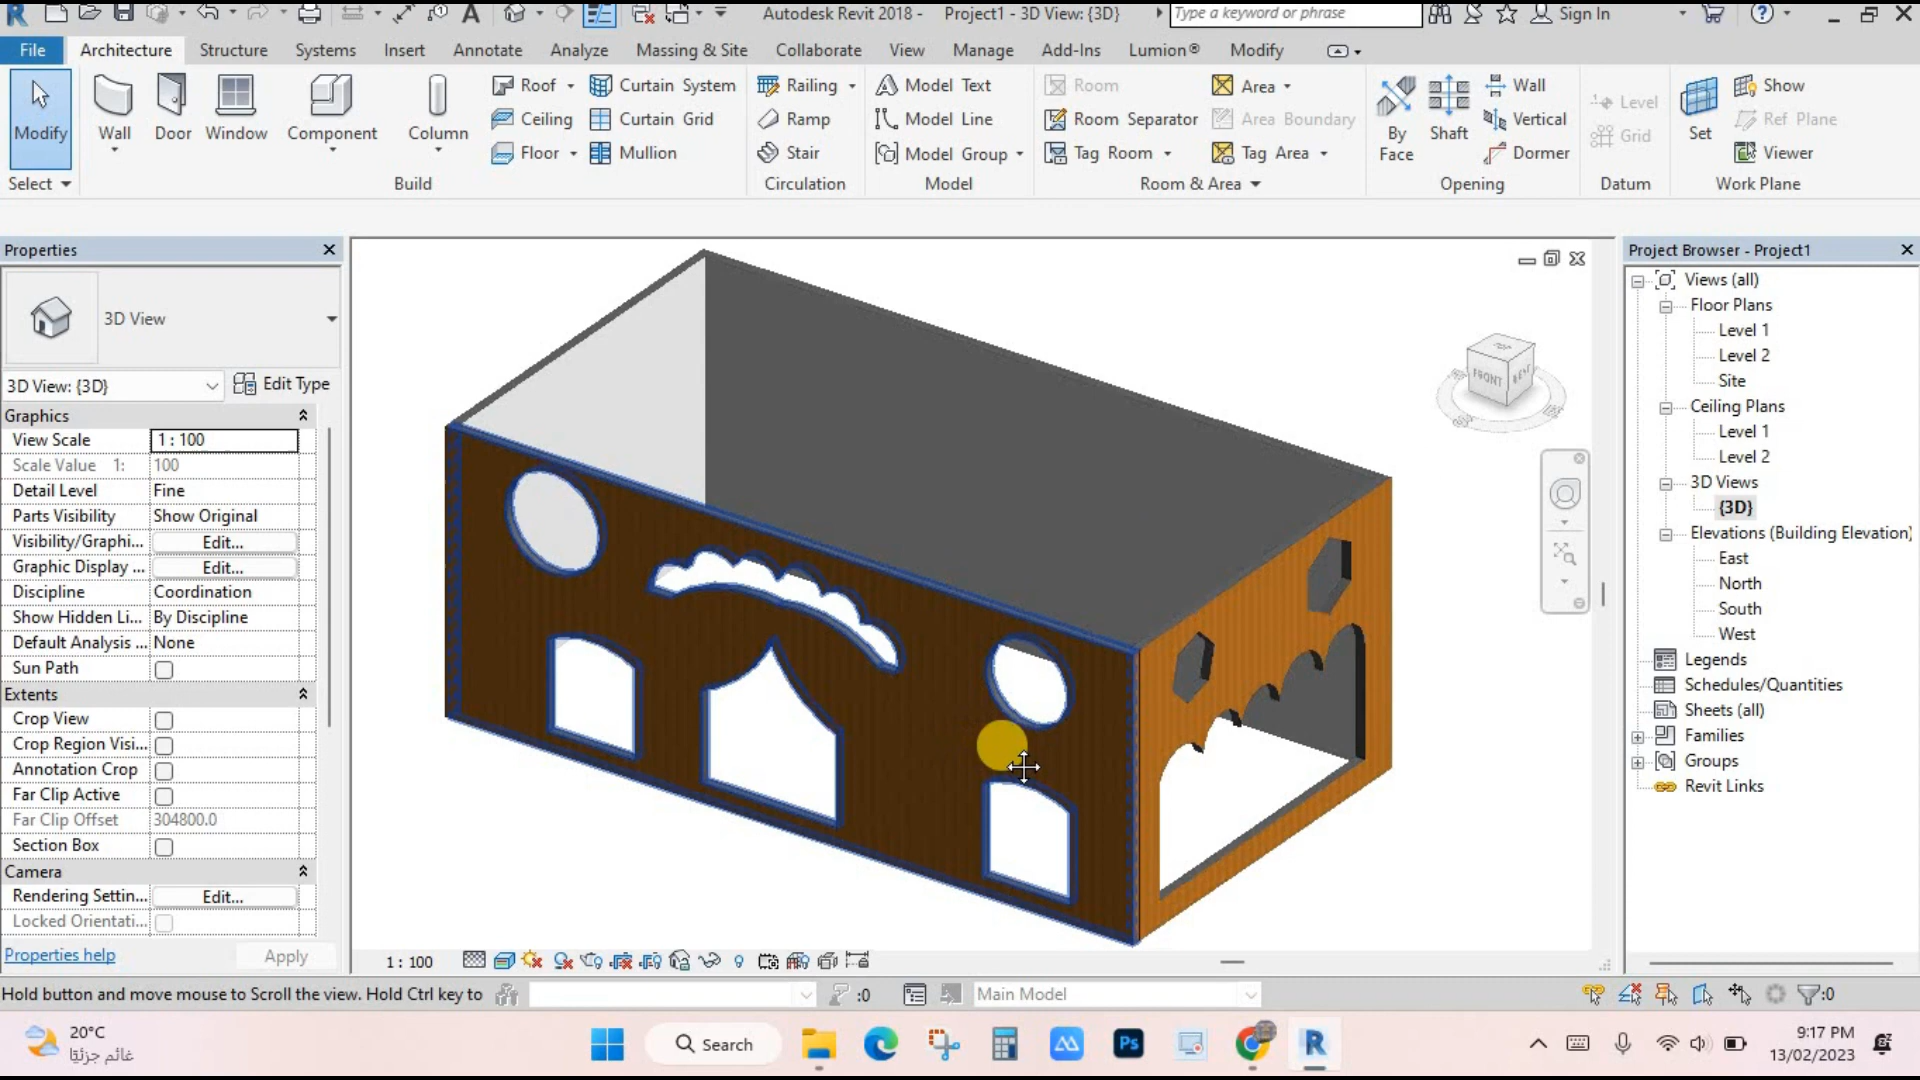 Autodesk Revit 2018 - Project1 - 3D View: {3D}
Type a keyword or phrase
Sign In
File Architecture Structure Systems Insert Annotate Analyze Massing & Site Collaborate View Manage Add-Ins Lumion® Modify
Modify
Select
Wall Door Window Component Column
Roof Curtain System
Ceiling Curtain Grid
Floor Mullion
Build
Railing
Ramp
Stair
Circulation
Model Text
Model Line
Model Group
Model
Room Area
Room Separator Area Boundary
Tag Room Tag Area
Room & Area
By Face
Shaft
Wall
Vertical
Dormer
Opening
Level
Grid
Datum
Set
Show
Ref Plane
Viewer
Work Plane
Properties
3D View
3D View: {3D} Edit Type
Graphics
View Scale 1 : 100
Scale Value 1: 100
Detail Level Fine
Parts Visibility Show Original
Visibility/Graphi... Edit...
Graphic Display ... Edit...
Discipline Coordination
Show Hidden Li... By Discipline
Default Analysis ... None
Sun Path
Extents
Crop View
Crop Region Visi...
Annotation Crop
Far Clip Active
Far Clip Offset 304800.0
Section Box
Camera
Rendering Settin... Edit...
Locked Orientati...
Properties help Apply
TOP
FRONT
1 : 100
Project Browser - Project1
Views (all)
Floor Plans
Level 1
Level 2
Site
Ceiling Plans
Level 1
Level 2
3D Views
{3D}
Elevations (Building Elevation)
East
North
South
West
Legends
Schedules/Quantities
Sheets (all)
Families
Groups
Revit Links
Hold button and move mouse to Scroll the view. Hold Ctrl key to
:0
Main Model
:0
20°C
غائم جزئيًا
Search
Ps
R
9:17 PM
13/02/2023